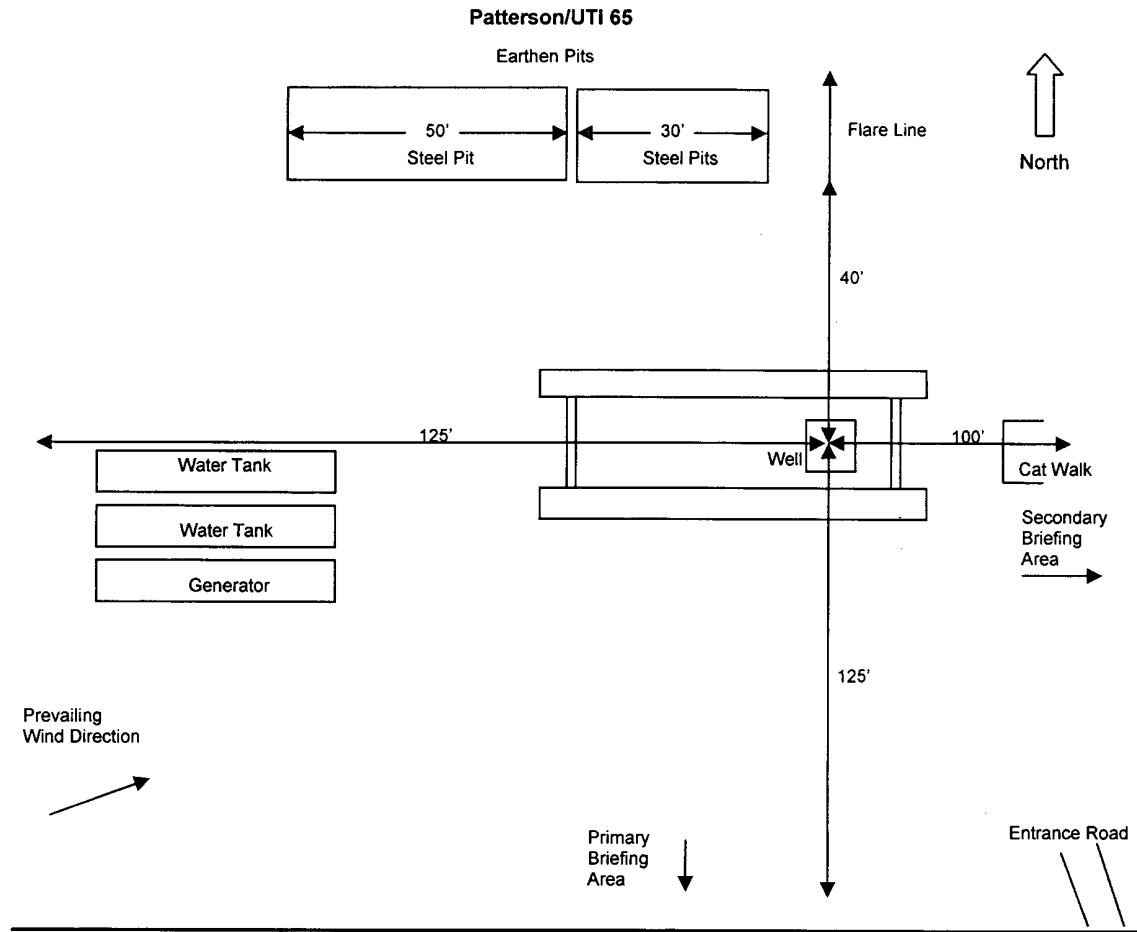 Patterson/UTI 65
Earthen Pits
50'
Steel Pit
30'
Steel Pits
Flare Line
North
40'
125'
Well
100'
Cat Walk
Water Tank
Water Tank
Generator
Secondary
Briefing
Area
125'
Prevailing
Wind Direction
Primary
Briefing
Area
Entrance Road